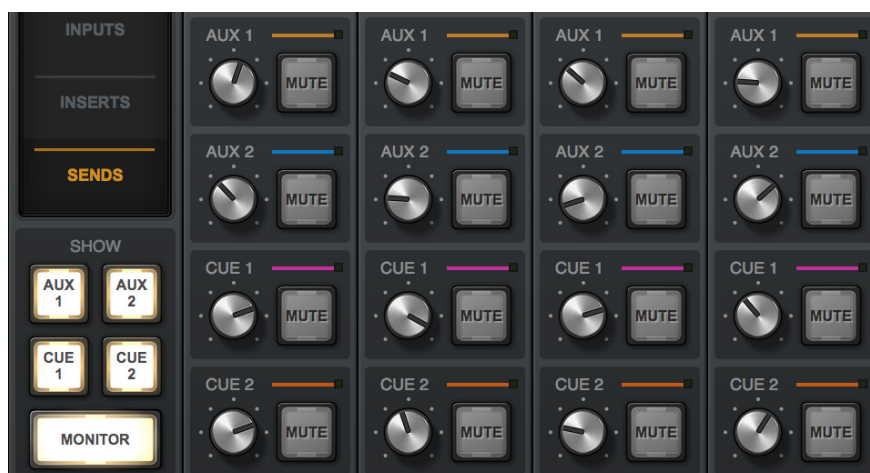 INPUTS
INSERTS
SENDS
SHOW
AUX 1
AUX 2
CUE 1
CUE 2
MONITOR
AUX 1 AUX 1 AUX 1 AUX 1
MUTE MUTE MUTE MUTE
AUX 2 AUX 2 AUX 2 AUX 2
MUTE MUTE MUTE MUTE
CUE 1 CUE 1 CUE 1 CUE 1
MUTE MUTE MUTE MUTE
CUE 2 CUE 2 CUE 2 CUE 2
MUTE MUTE MUTE MUTE